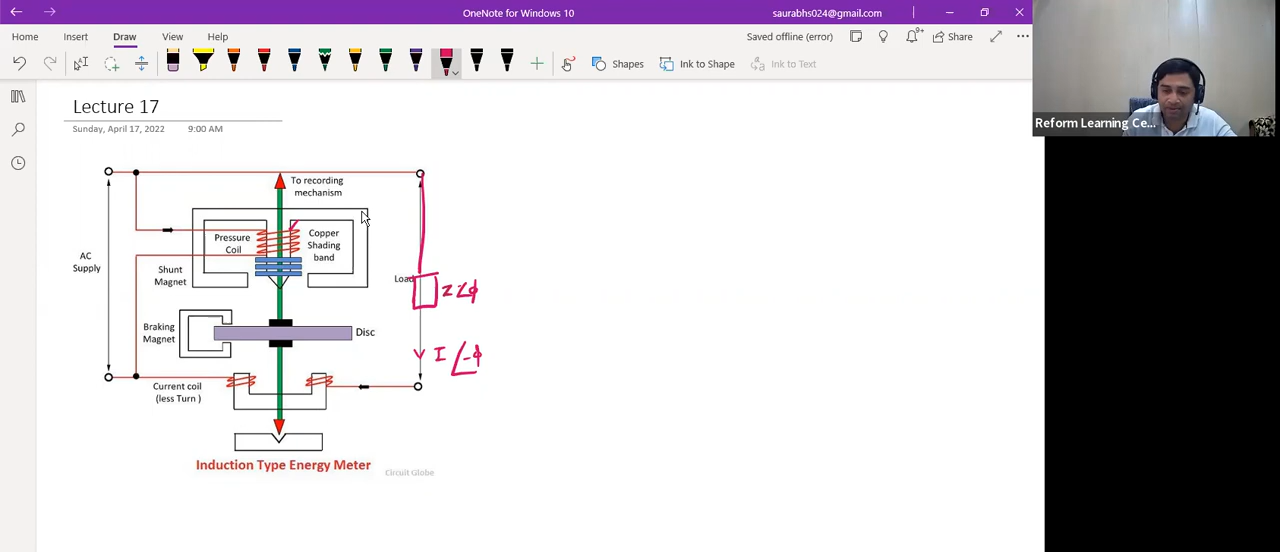 OneNote for Windows 10
saurabhs024@gmail.com
Home Insert Draw View Help
Saved offline (error)
9+
Share
Shapes
Ink to Shape
Ink to Text
Reform Learning Ce...
Lecture 17
Sunday, April 17, 2022 9:00 AM
To recording
mechanism
Pressure
Coil
Copper
Shading
band
AC
Supply
Shunt
Magnet
Load
Z∠ϕ
Braking
Magnet
Disc
I∠-ϕ
Current coil
(less Turn )
Induction Type Energy Meter
Circuit Globe